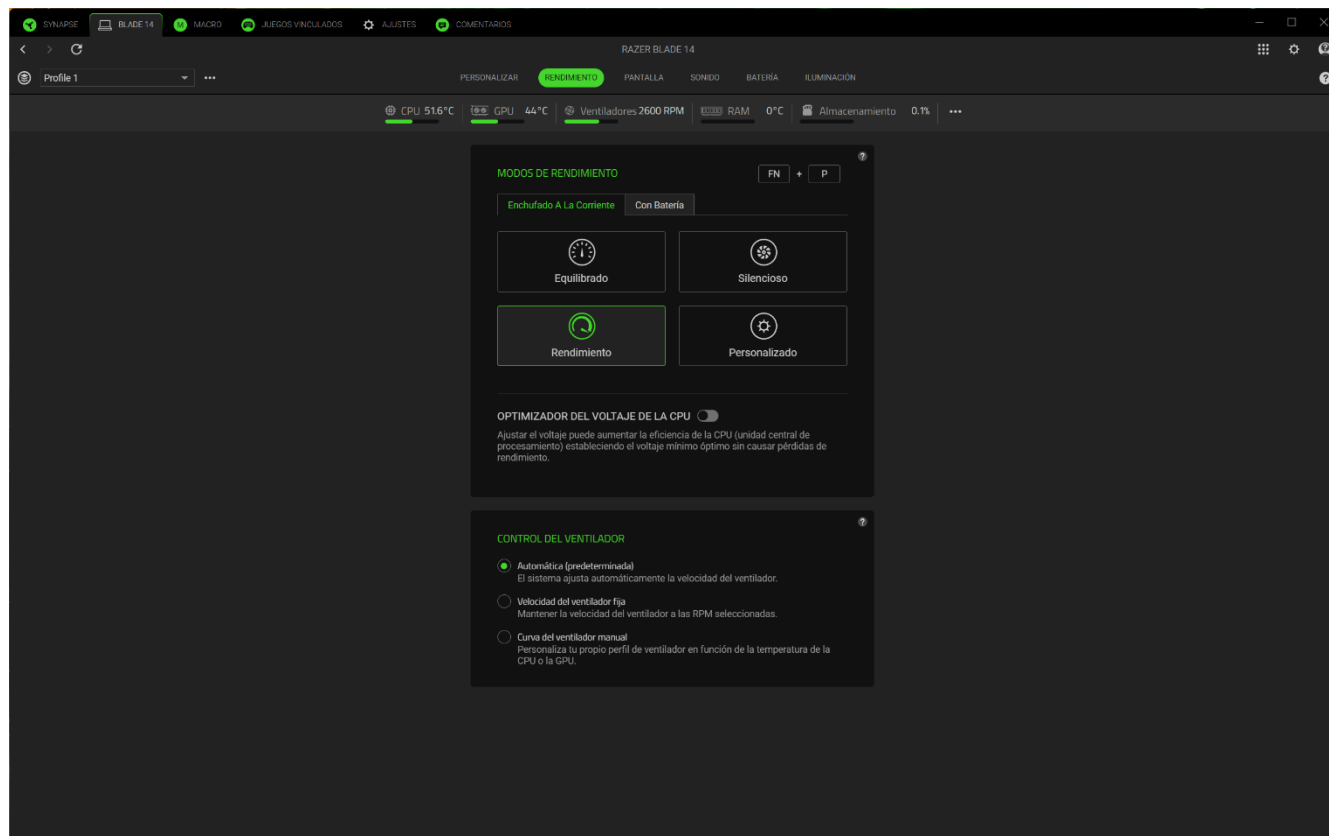 SYNAPSE BLADE 14 MACRO JUEGOS VINCULADOS AJUSTES COMENTARIOS
RAZER BLADE 14
Profile 1
PERSONALIZAR RENDIMIENTO PANTALLA SONIDO BATERÍA ILUMINACIÓN
CPU 51.6°C GPU 44°C Ventiladores 2600 RPM RAM 0°C Almacenamiento 0.1%
MODOS DE RENDIMIENTO FN + P
Enchufado A La Corriente Con Batería
Equilibrado Silencioso
Rendimiento Personalizado
OPTIMIZADOR DEL VOLTAJE DE LA CPU
Ajustar el voltaje puede aumentar la eficiencia de la CPU (unidad central de
procesamiento) estableciendo el voltaje mínimo óptimo sin causar pérdidas de
rendimiento.
CONTROL DEL VENTILADOR
Automática (predeterminada)
El sistema ajusta automáticamente la velocidad del ventilador.
Velocidad del ventilador fija
Mantener la velocidad del ventilador a las RPM seleccionadas.
Curva del ventilador manual
Personaliza tu propio perfil de ventilador en función de la temperatura de la
CPU o la GPU.